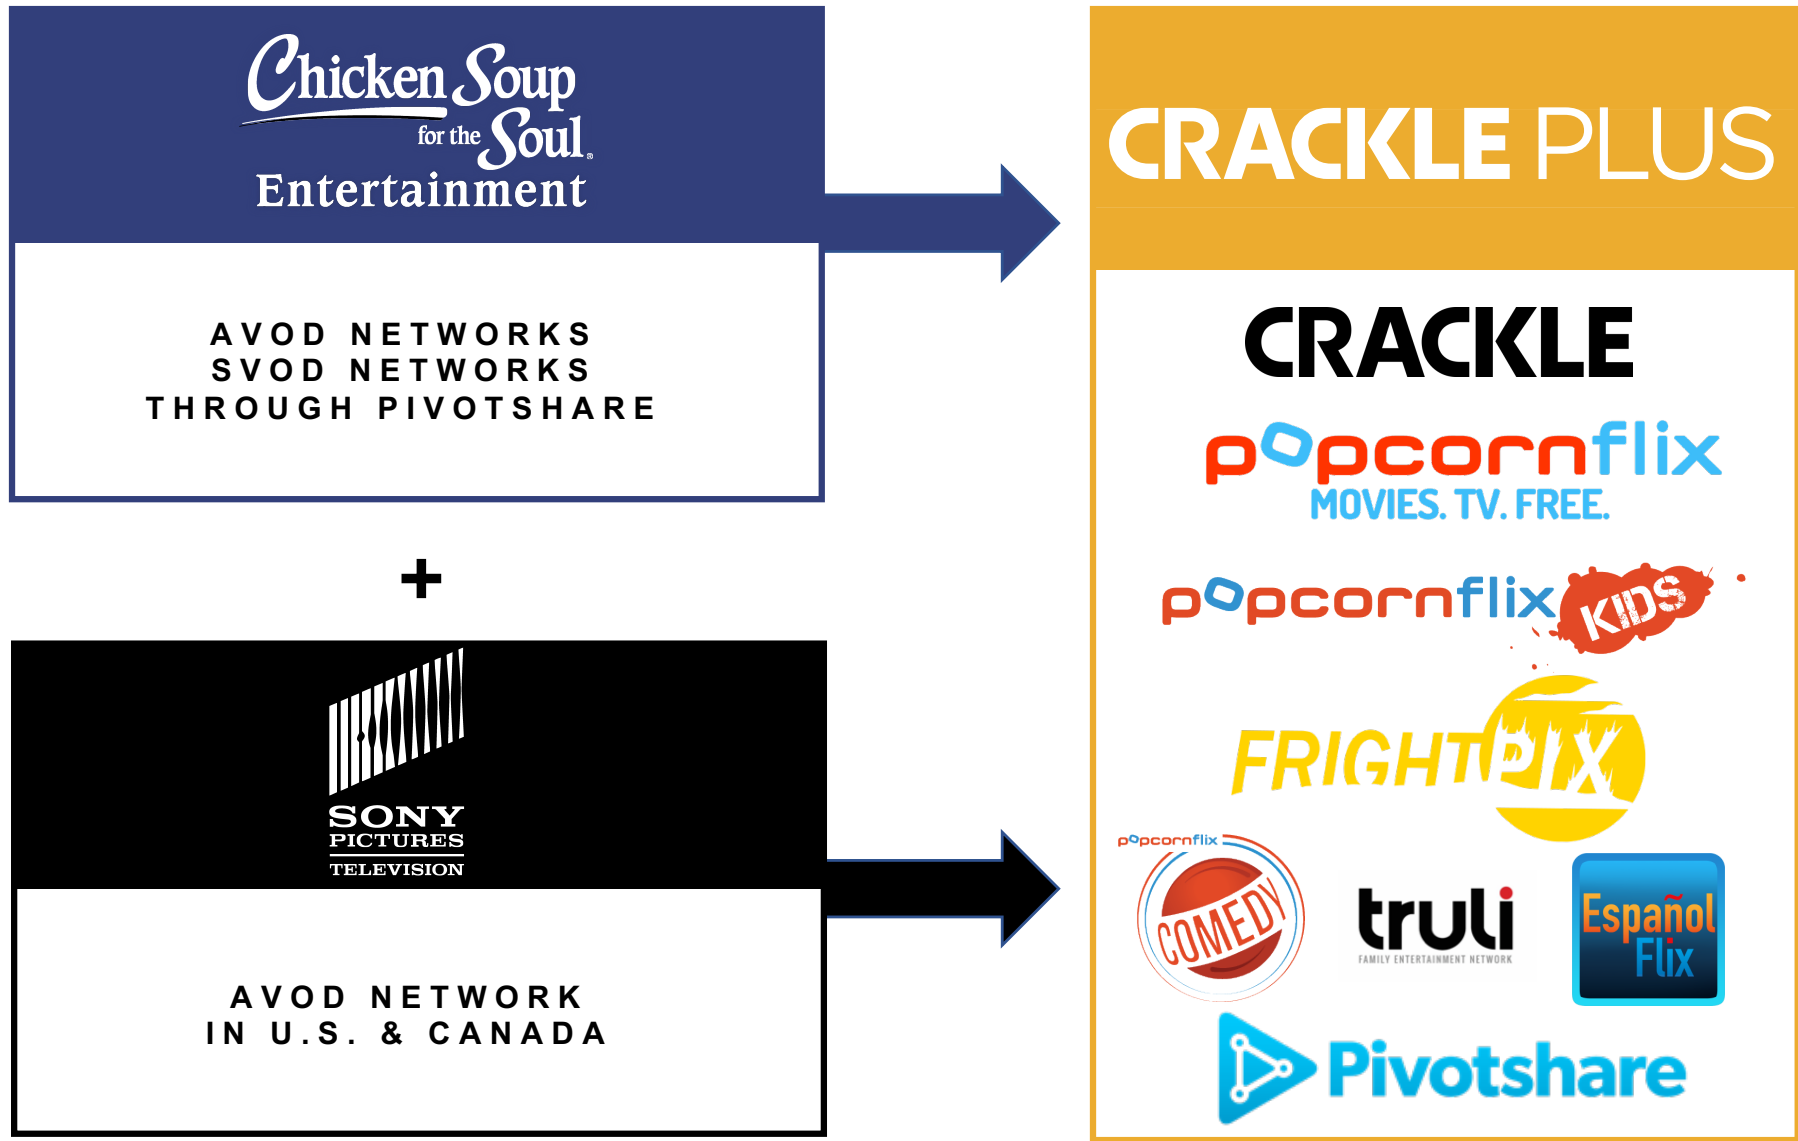 Chicken Soup
for the Soul®
Entertainment
AVOD NETWORKS
SVOD NETWORKS
THROUGH PIVOTSHARE
+
SONY
PICTURES
TELEVISION
AVOD NETWORK
IN U.S. & CANADA
CRACKLE PLUS
CRACKLE
popcornflix
MOVIES. TV. FREE.
popcornflix KIDS
FRIGHTPIX
popcornflix
COMEDY
truli
FAMILY ENTERTAINMENT NETWORK
Español
Flix
Pivotshare